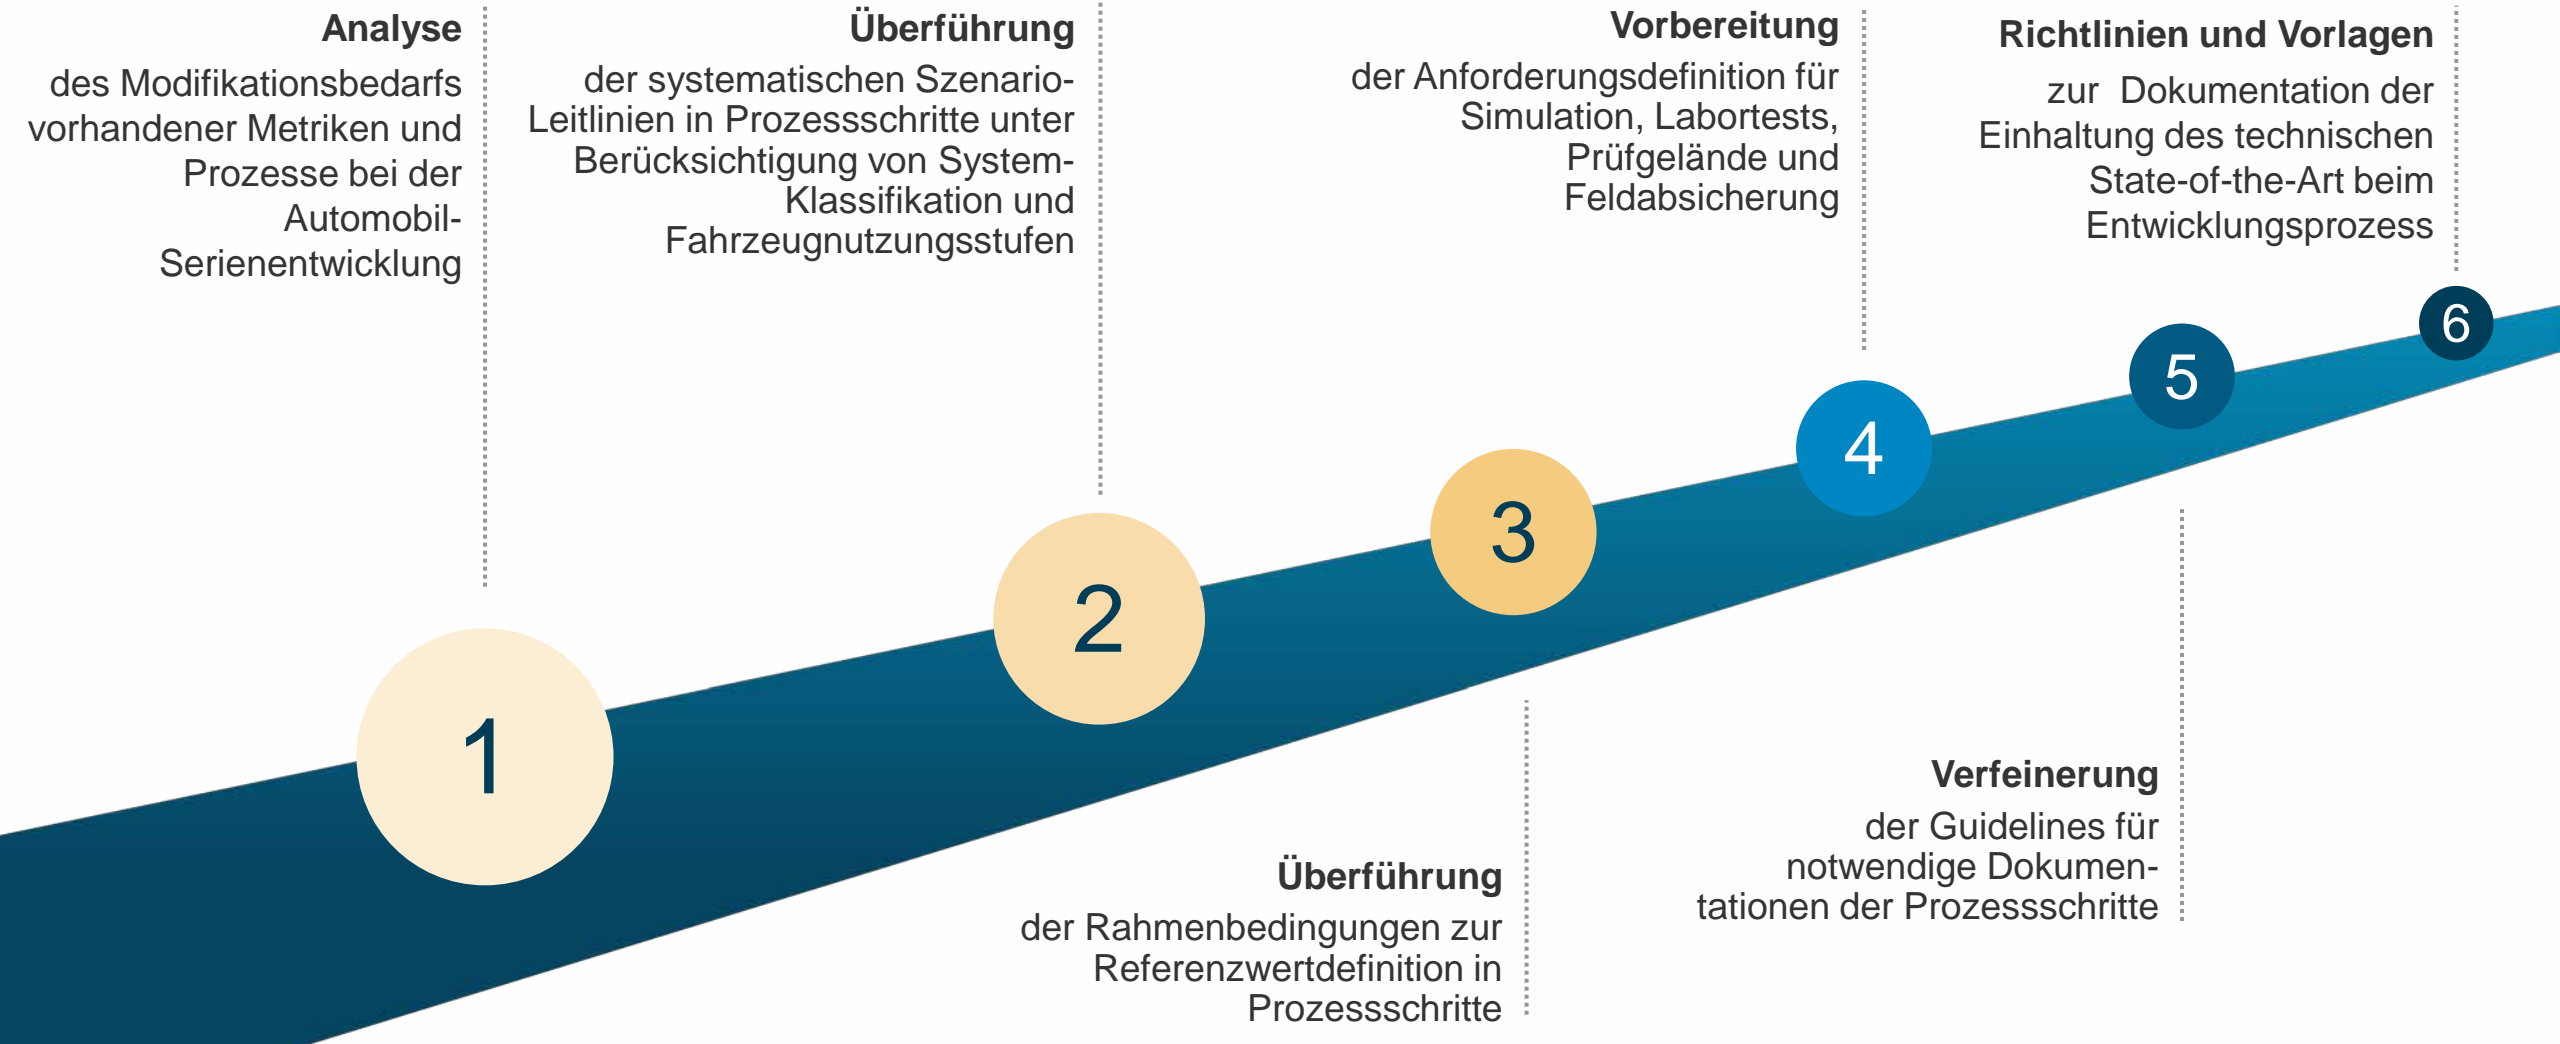 Analyse
des Modifikationsbedarfs
vorhandener Metriken und
Prozesse bei der
Automobil-
Serienentwicklung
Überführung
der systematischen Szenario-
Leitlinien in Prozessschritte unter
Berücksichtigung von System-
Klassifikation und
Fahrzeugnutzungsstufen
Vorbereitung
der Anforderungsdefinition für
Simulation, Labortests,
Prüfgelände und
Feldabsicherung
Richtlinien und Vorlagen
zur Dokumentation der
Einhaltung des technischen
State-of-the-Art beim
Entwicklungsprozess
1
2
3
4
5
6
Überführung
der Rahmenbedingungen zur
Referenzwertdefinition in
Prozessschritte
Verfeinerung
der Guidelines für
notwendige Dokumen-
tationen der Prozessschritte